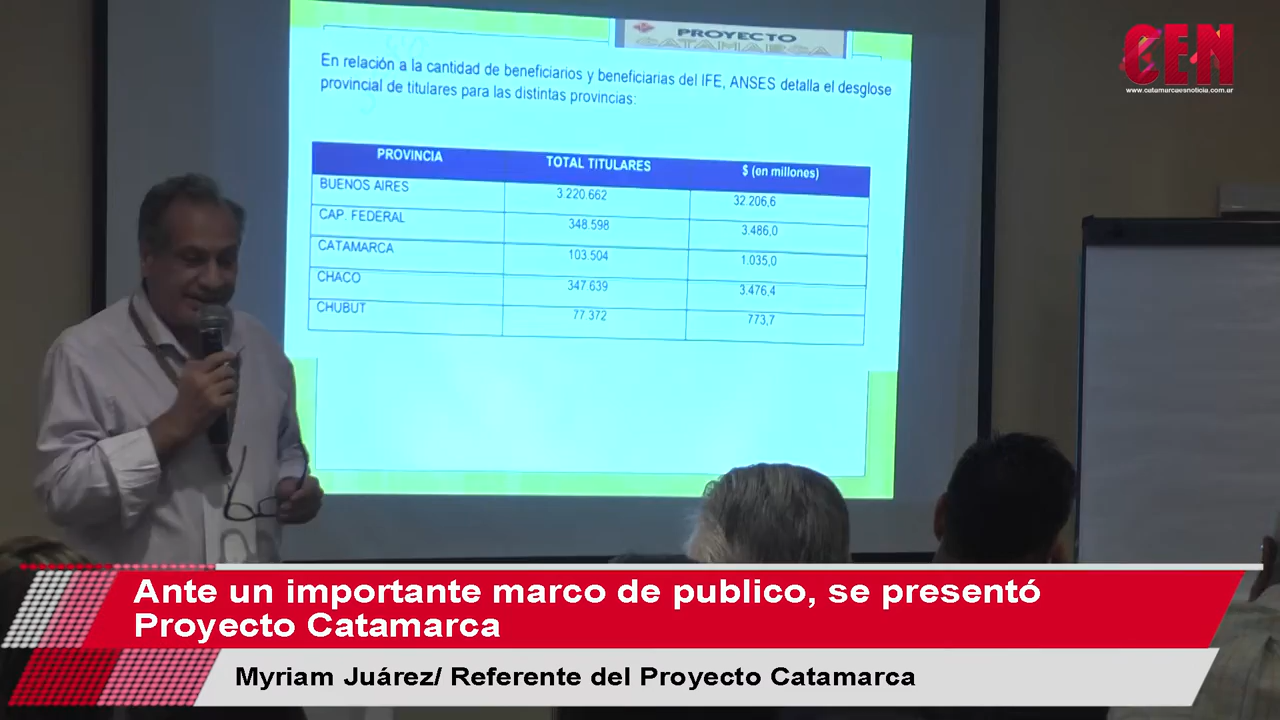 PROYECTO
CATAMARCA
CEN
www.catamarcaesnoticia.com.ar
En relación a la cantidad de beneficiarios y beneficiarias del IFE, ANSES detalla el desglose
provincial de titulares para las distintas provincias:
PROVINCIA TOTAL TITULARES $ (en millones)
BUENOS AIRES 3 220.662 32.206,6
CAP. FEDERAL 348.598 3.486,0
CATAMARCA 103.504 1.035,0
CHACO 347.639 3.476,4
CHUBUT 77.372 773,7
Ante un importante marco de publico, se presentó
Proyecto Catamarca
Myriam Juárez/ Referente del Proyecto Catamarca